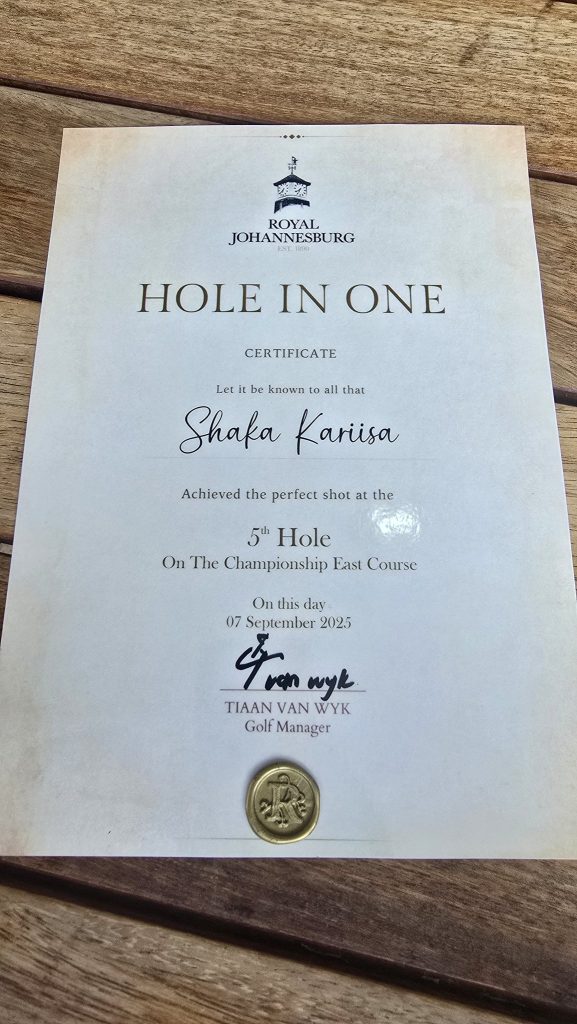 ROYAL
JOHANNESBURG
EST. 1890
HOLE IN ONE
CERTIFICATE
Let it be known to all that
Shaka Kariisa
Achieved the perfect shot at the
5th Hole
On The Championship East Course
On this day
07 September 2025
van wyk
TIAAN VAN WYK
Golf Manager